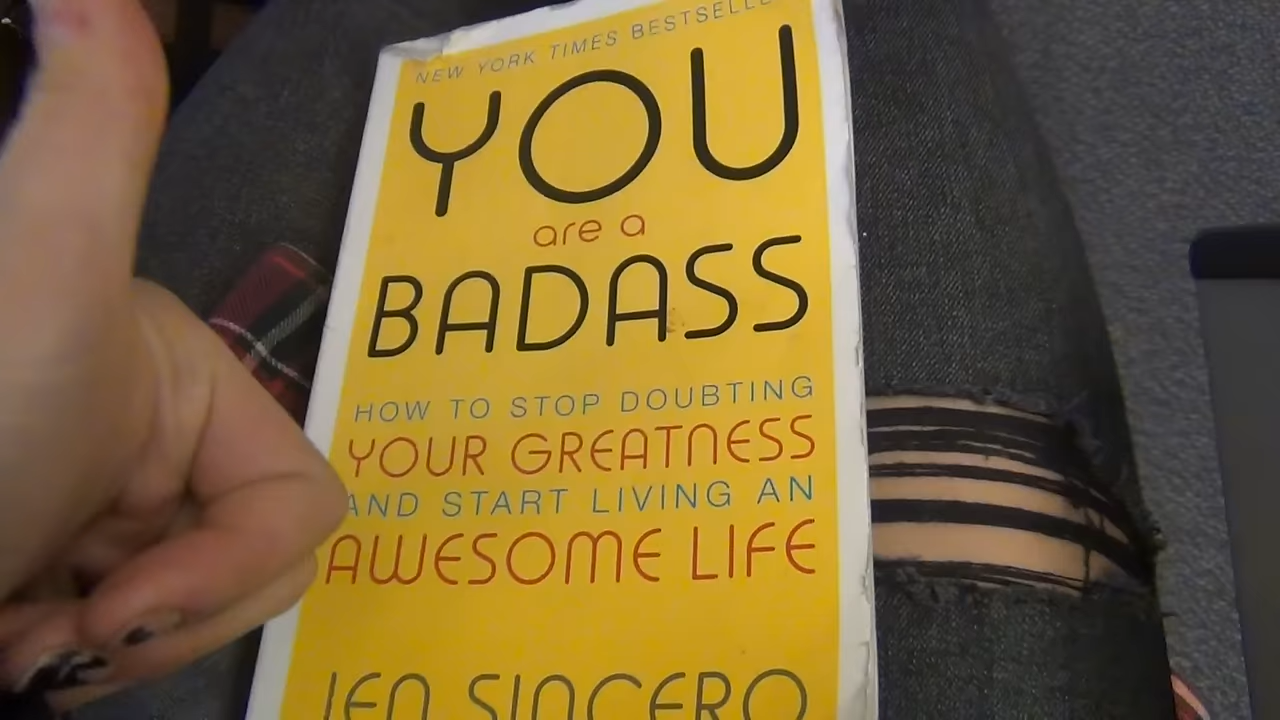 NEW YORK TIMES BESTSELLE
YOU
are a
BADASS
HOW TO STOP DOUBTING
YOUR GREATNESS
AND START LIVING AN
AWESOME LIFE
JEN SINCERO